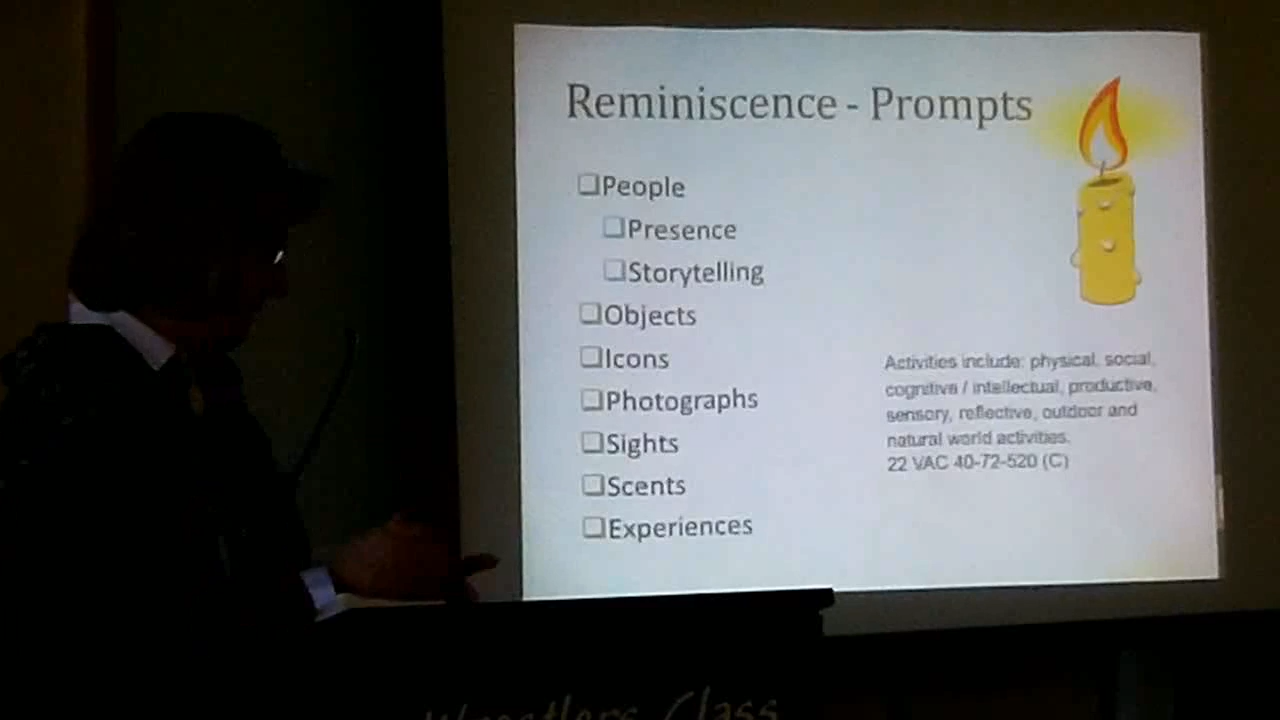 Reminiscence - Prompts
People
Presence
Storytelling
Objects
Icons
Photographs
Sights
Scents
Experiences
Activities include: physical, social,
cognitive / intellectual, productive,
sensory, reflective, outdoor and
natural world activities.
22 VAC 40-72-520 (C)
Class